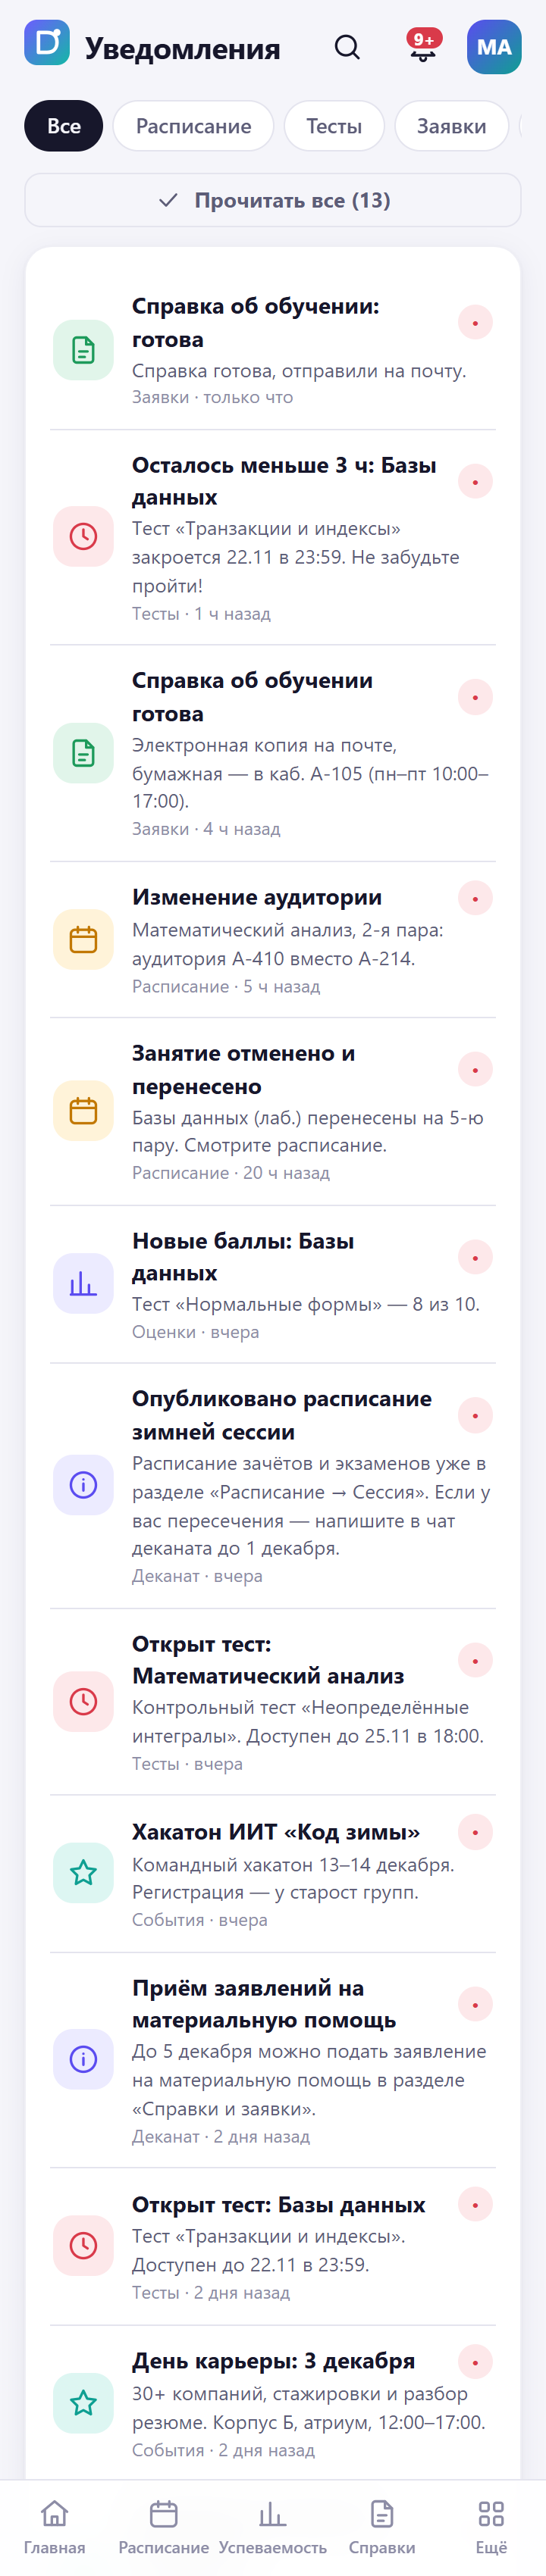 Уведомления
9+
МА
Все
Расписание
Тесты
Заявки
Прочитать все (13)
Справка об обучении:
готова
Справка готова, отправили на почту.
Заявки · только что
Осталось меньше 3 ч: Базы
данных
Тест «Транзакции и индексы»
закроется 22.11 в 23:59. Не забудьте
пройти!
Тесты · 1 ч назад
Справка об обучении
готова
Электронная копия на почте,
бумажная — в каб. А-105 (пн–пт 10:00–
17:00).
Заявки · 4 ч назад
Изменение аудитории
Математический анализ, 2-я пара:
аудитория А-410 вместо А-214.
Расписание · 5 ч назад
Занятие отменено и
перенесено
Базы данных (лаб.) перенесены на 5-ю
пару. Смотрите расписание.
Расписание · 20 ч назад
Новые баллы: Базы
данных
Тест «Нормальные формы» — 8 из 10.
Оценки · вчера
Опубликовано расписание
зимней сессии
Расписание зачётов и экзаменов уже в
разделе «Расписание → Сессия». Если у
вас пересечения — напишите в чат
деканата до 1 декабря.
Деканат · вчера
Открыт тест:
Математический анализ
Контрольный тест «Неопределённые
интегралы». Доступен до 25.11 в 18:00.
Тесты · вчера
Хакатон ИИТ «Код зимы»
Командный хакатон 13–14 декабря.
Регистрация — у старост групп.
События · вчера
Приём заявлений на
материальную помощь
До 5 декабря можно подать заявление
на материальную помощь в разделе
«Справки и заявки».
Деканат · 2 дня назад
Открыт тест: Базы данных
Тест «Транзакции и индексы».
Доступен до 22.11 в 23:59.
Тесты · 2 дня назад
День карьеры: 3 декабря
30+ компаний, стажировки и разбор
резюме. Корпус Б, атриум, 12:00–17:00.
События · 2 дня назад
Главная
Расписание
Успеваемость
Справки
Ещё